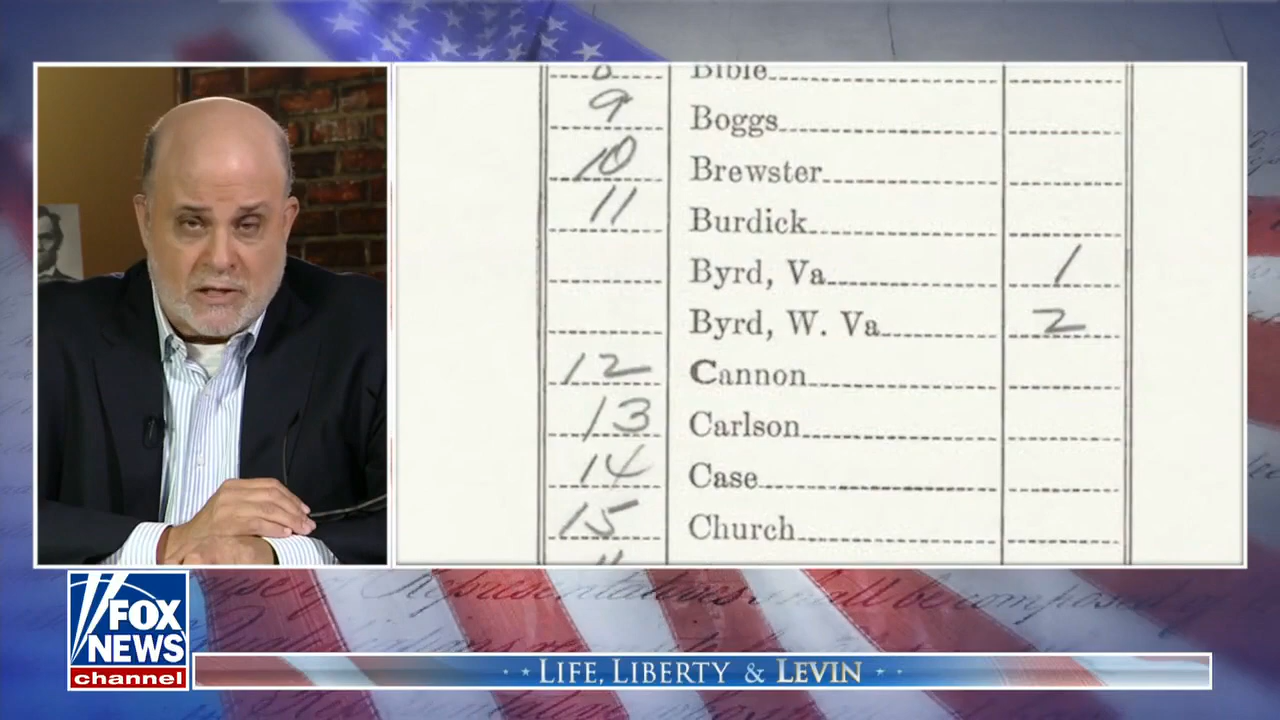 8 Bible
9 Boggs
10 Brewster
11 Burdick
Byrd, Va 1
Byrd, W. Va 2
12 Cannon
13 Carlson
14 Case
15 Church
FOX
NEWS
channel
LIFE, LIBERTY & LEVIN